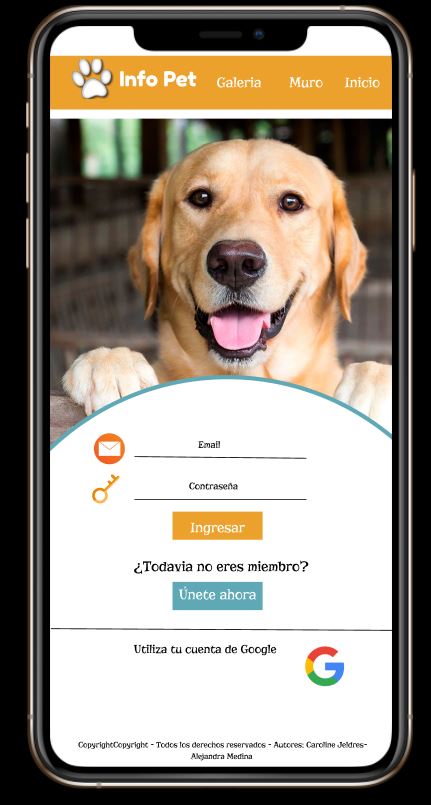 Info Pet Galeria Muro Inicio
Email
Contraseña
Ingresar
¿Todavia no eres miembro?
Únete ahora
Utiliza tu cuenta de Google
CopyrightCopyright - Todos los derechos reservados - Autores: Caroline Jeldres-
Alejandra Medina